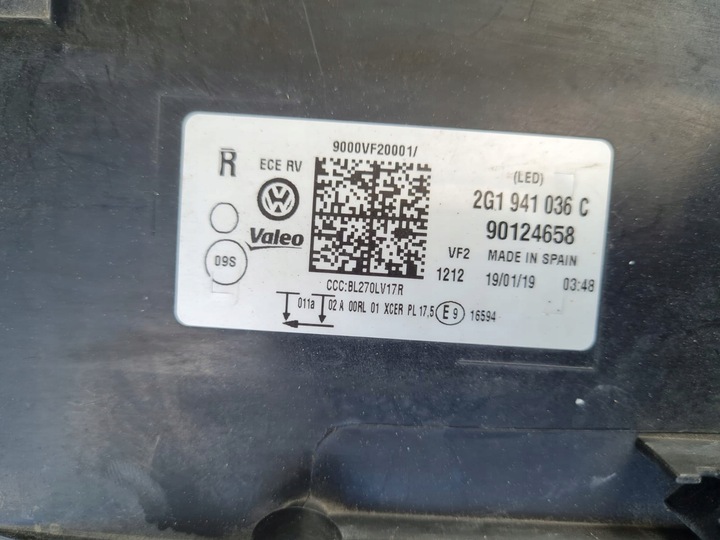 9000VF20001/
R
ECE RV
(LED)
2G1 941 036 C
90124658
Valeo
VF2
MADE IN SPAIN
09S
1212
19/01/19
03:48
CCC:BL270LV17R
011a
02 A 00RL 01 XCER PL 17,5
E 9
16594